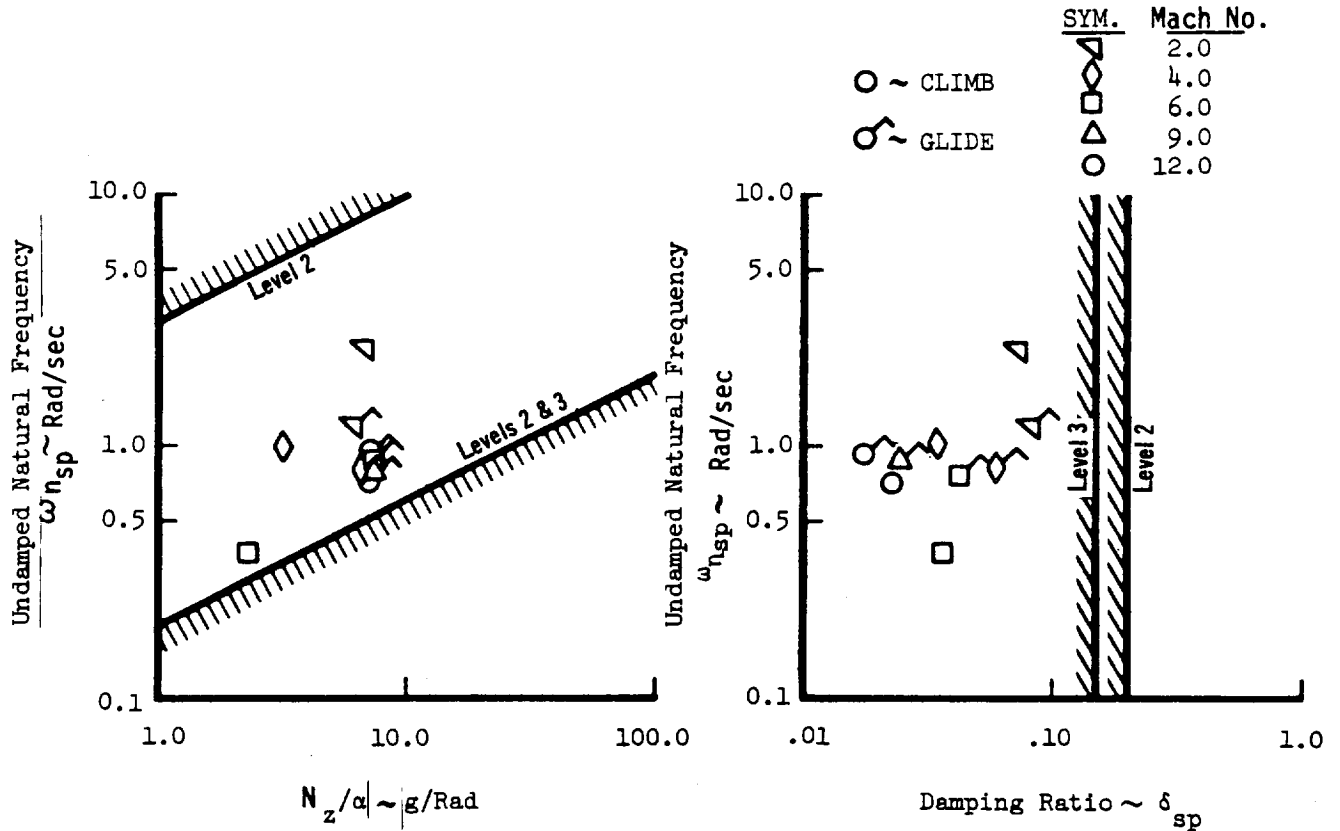 SYM. Mach No.
2.0
4.0
6.0
9.0
12.0
O ~ CLIMB
O ~ GLIDE
Undamped Natural Frequency
ωnsp ~ Rad/sec
10.0
5.0
1.0
0.5
0.1
Level 2
Levels 2 & 3
1.0 10.0 100.0
Nz/α ~ g/Rad
Undamped Natural Frequency
ωnsp ~ Rad/sec
10.0
5.0
1.0
0.5
0.1
Level 3
Level 2
.01 .10 1.0
Damping Ratio ~ δsp